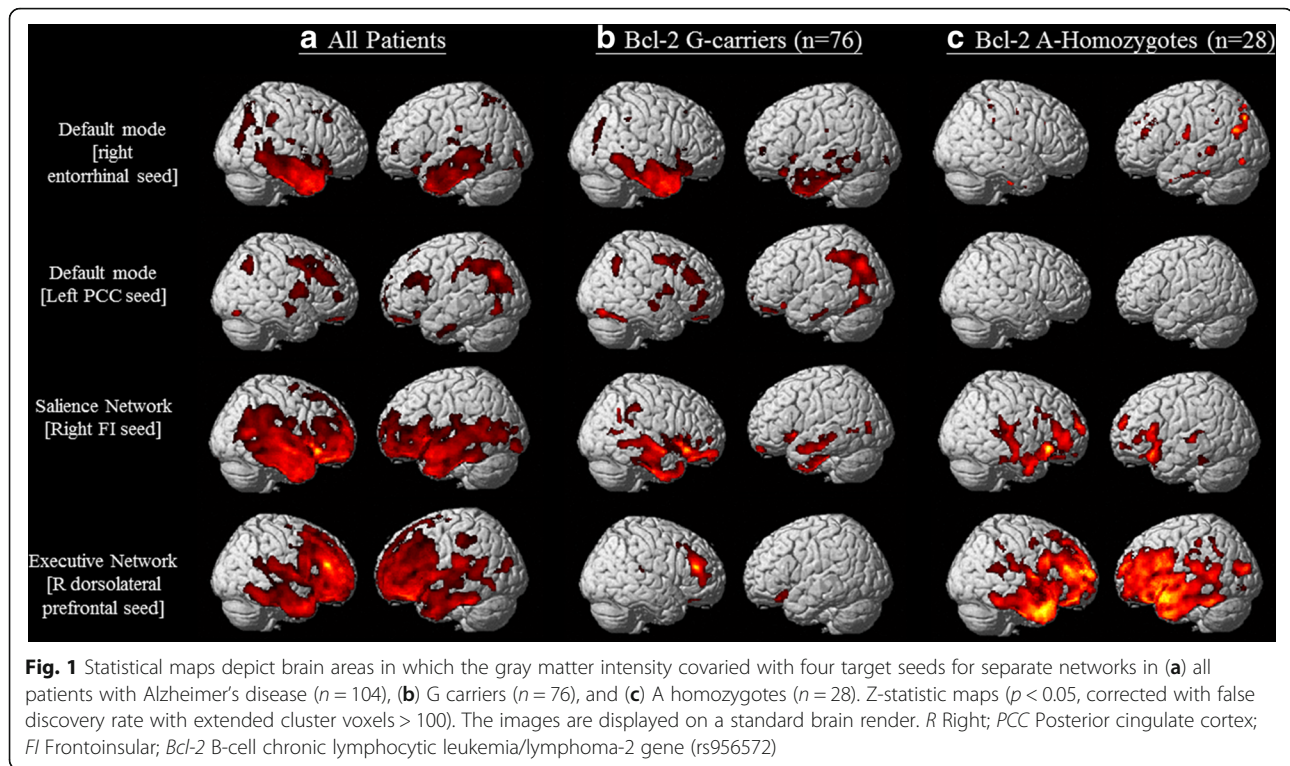 a All Patients
b Bcl-2 G-carriers (n=76)
c Bcl-2 A-Homozygotes (n=28)
Default mode
[right
entorrhinal seed]
Default mode
[Left PCC seed]
Salience Network
[Right FI seed]
Executive Network
[R dorsolateral
prefrontal seed]
Fig. 1 Statistical maps depict brain areas in which the gray matter intensity covaried with four target seeds for separate networks in (a) all
patients with Alzheimer's disease (n = 104), (b) G carriers (n = 76), and (c) A homozygotes (n = 28). Z-statistic maps (p < 0.05, corrected with false
discovery rate with extended cluster voxels > 100). The images are displayed on a standard brain render. R Right; PCC Posterior cingulate cortex;
FI Frontoinsular; Bcl-2 B-cell chronic lymphocytic leukemia/lymphoma-2 gene (rs956572)